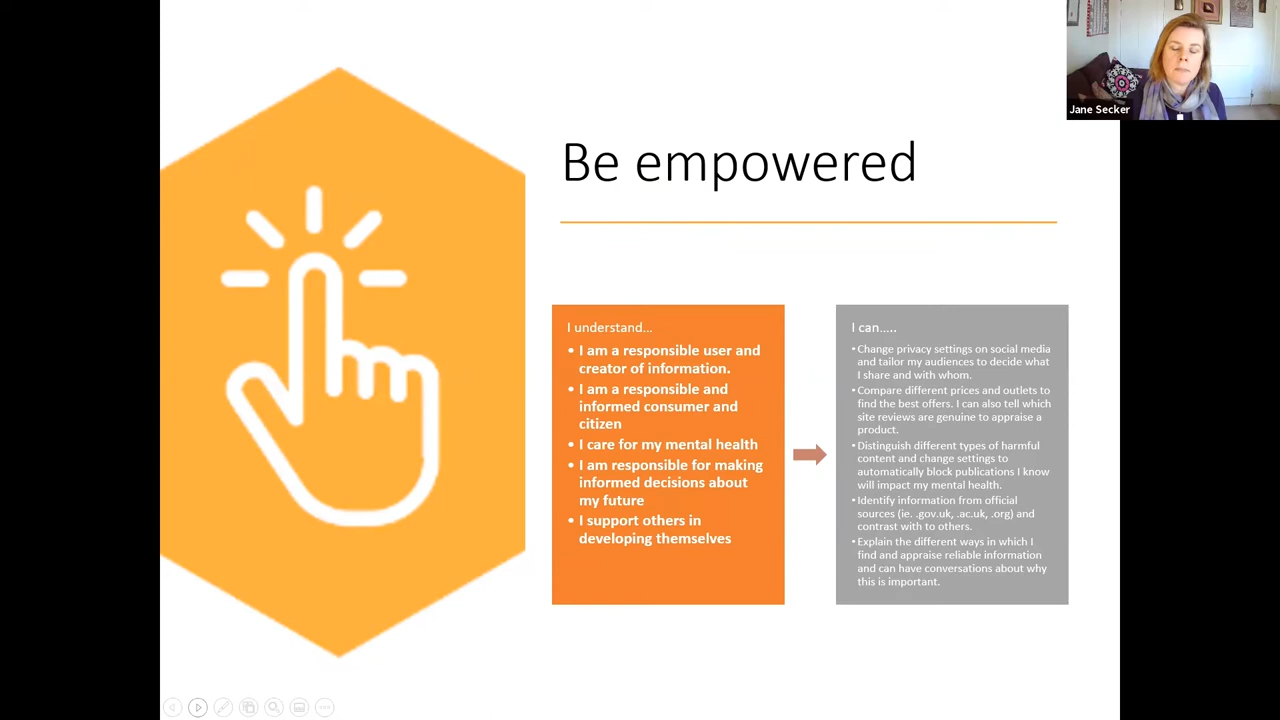 Jane Secker
Be empowered
I understand…
• I am a responsible user and
creator of information.
• I am a responsible and
informed consumer and
citizen
• I care for my mental health
• I am responsible for making
informed decisions about
my future
• I support others in
developing themselves
I can…..
• Change privacy settings on social media
and tailor my audiences to decide what
I share and with whom.
• Compare different prices and outlets to
find the best offers. I can also tell which
site reviews are genuine to appraise a
product.
• Distinguish different types of harmful
content and change settings to
automatically block publications I know
will impact my mental health.
• Identify information from official
sources (ie. .gov.uk, .ac.uk, .org) and
contrast with to others.
• Explain the different ways in which I
find and appraise reliable information
and can have conversations about why
this is important.